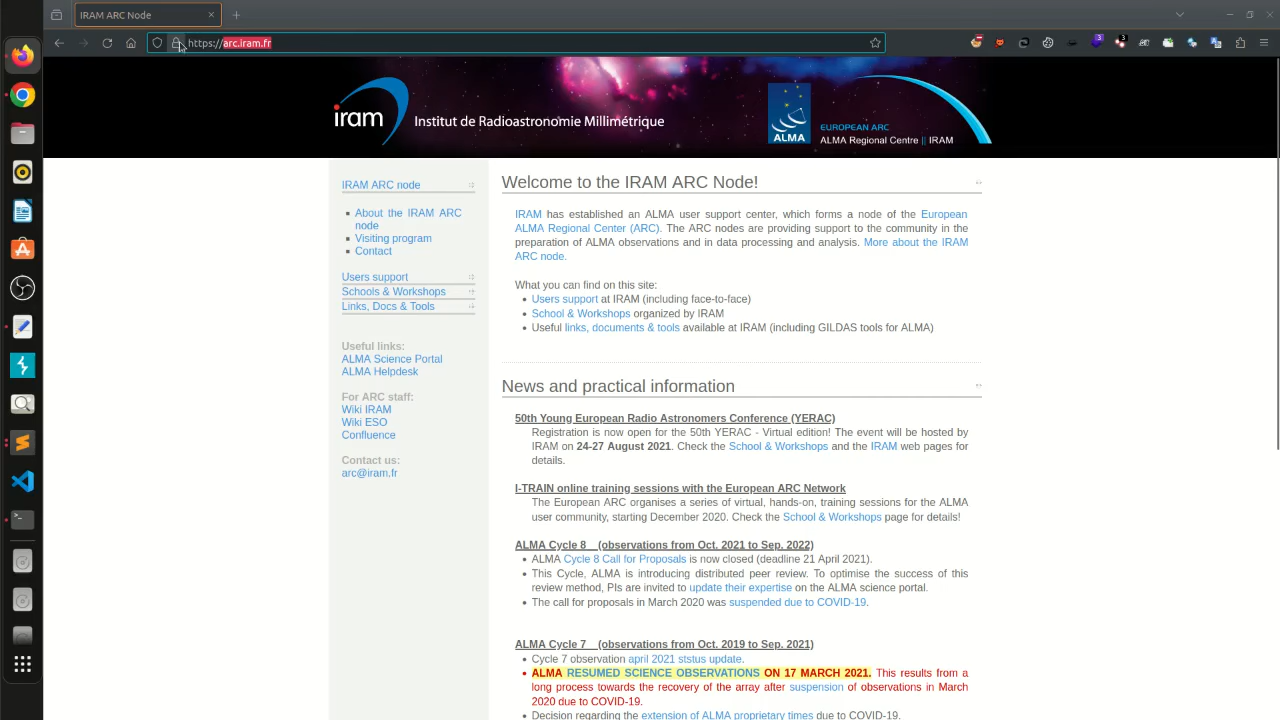 IRAM ARC Node
https://arc.iram.fr
iram
Institut de Radioastronomie Millimétrique
ALMA
EUROPEAN ARC
ALMA Regional Centre || IRAM
IRAM ARC node
About the IRAM ARC
node
Visiting program
Contact
Users support
Schools & Workshops
Links, Docs & Tools
Useful links:
ALMA Science Portal
ALMA Helpdesk
For ARC staff:
Wiki IRAM
Wiki ESO
Confluence
Contact us:
arc@iram.fr
Welcome to the IRAM ARC Node!
IRAM has established an ALMA user support center, which forms a node of the European
ALMA Regional Center (ARC). The ARC nodes are providing support to the community in the
preparation of ALMA observations and in data processing and analysis. More about the IRAM
ARC node.
What you can find on this site:
Users support at IRAM (including face-to-face)
School & Workshops organized by IRAM
Useful links, documents & tools available at IRAM (including GILDAS tools for ALMA)
News and practical information
50th Young European Radio Astronomers Conference (YERAC)
Registration is now open for the 50th YERAC - Virtual edition! The event will be hosted by
IRAM on 24-27 August 2021. Check the School & Workshops and the IRAM web pages for
details.
I-TRAIN online training sessions with the European ARC Network
The European ARC organises a series of virtual, hands-on, training sessions for the ALMA
user community, starting December 2020. Check the School & Workshops page for details!
ALMA Cycle 8 (observations from Oct. 2021 to Sep. 2022)
ALMA Cycle 8 Call for Proposals is now closed (deadline 21 April 2021).
This Cycle, ALMA is introducing distributed peer review. To optimise the success of this
review method, PIs are invited to update their expertise on the ALMA science portal.
The call for proposals in March 2020 was suspended due to COVID-19.
ALMA Cycle 7 (observations from Oct. 2019 to Sep. 2021)
Cycle 7 observation april 2021 ststus update.
ALMA RESUMED SCIENCE OBSERVATIONS ON 17 MARCH 2021. This results from a
long process towards the recovery of the array after suspension of observations in March
2020 due to COVID-19.
Decision regarding the extension of ALMA proprietary times due to COVID-19.